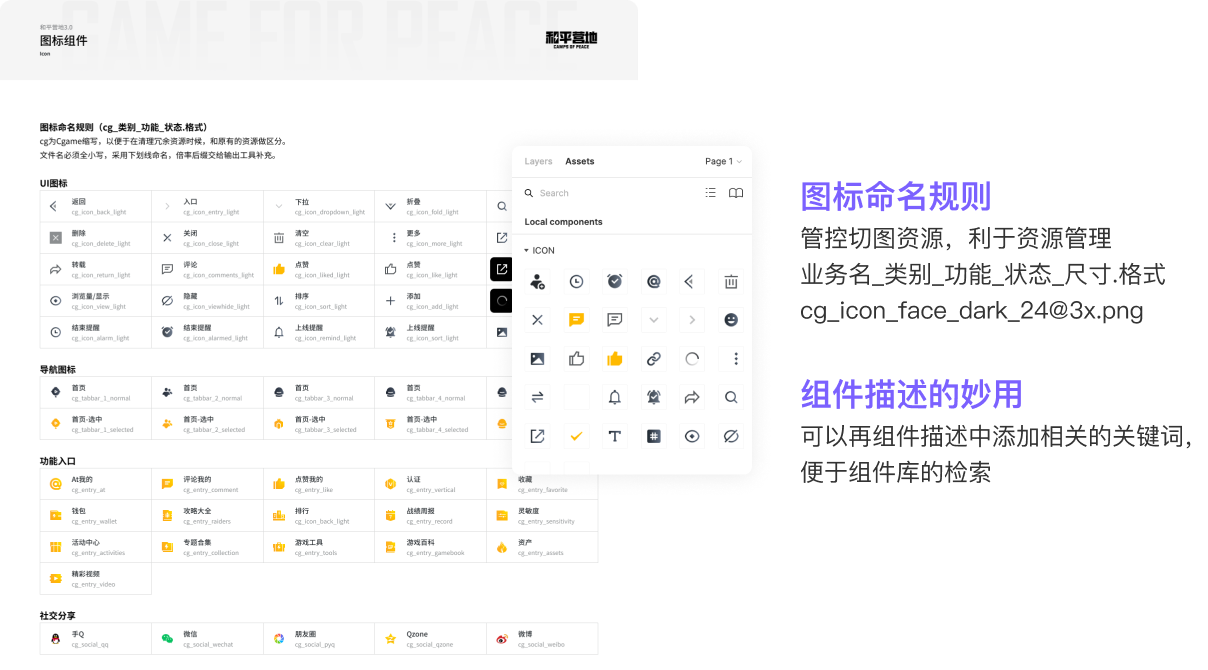 GAME FOR PEACE
和平营地3.0
图标组件
Icon
和平营地
CAMPS OF PEACE
图标命名规则（cg_类别_功能_状态.格式）
cg为Cgame缩写，以便于在清理冗余资源时候，和原有的资源做区分。
文件名必须全小写，采用下划线命名，倍率后缀交给输出工具补充。
UI图标
返回
cg_icon_back_light
入口
cg_icon_entry_light
下拉
cg_icon_dropdown_light
折叠
cg_icon_fold_light
删除
cg_icon_delete_light
关闭
cg_icon_close_light
清空
cg_icon_clear_light
更多
cg_icon_more_light
转载
cg_icon_return_light
评论
cg_icon_comments_light
点赞
cg_icon_liked_light
点赞
cg_icon_like_light
浏览量/显示
cg_icon_view_light
隐藏
cg_icon_viewhide_light
排序
cg_icon_sort_light
添加
cg_icon_add_light
结束提醒
cg_icon_alarm_light
结束提醒
cg_icon_alarmed_light
上线提醒
cg_icon_remind_light
上线提醒
cg_icon_sort_light
导航图标
首页
cg_tabbar_1_normal
首页
cg_tabbar_2_normal
首页
cg_tabbar_3_normal
首页
cg_tabbar_4_normal
首页-选中
cg_tabbar_1_selected
首页-选中
cg_tabbar_2_selected
首页-选中
cg_tabbar_3_selected
首页-选中
cg_tabbar_4_selected
功能入口
At我的
cg_entry_at
评论我的
cg_entry_comment
点赞我的
cg_entry_like
认证
cg_entry_vertical
收藏
cg_entry_favorite
钱包
cg_entry_wallet
攻略大全
cg_entry_raiders
排行
cg_icon_back_light
战绩周报
cg_entry_record
灵敏度
cg_entry_sensitivity
活动中心
cg_entry_activities
专题合集
cg_entry_collection
游戏工具
cg_entry_tools
游戏百科
cg_entry_gamebook
资产
cg_entry_assets
精彩视频
cg_entry_video
社交分享
手Q
cg_social_qq
微信
cg_social_wechat
朋友圈
cg_social_pyq
Qzone
cg_social_qzone
微博
cg_social_weibo
Layers Assets Page 1
Search
Local components
ICON
图标命名规则
管控切图资源，利于资源管理
业务名_类别_功能_状态_尺寸.格式
cg_icon_face_dark_24@3x.png
组件描述的妙用
可以再组件描述中添加相关的关键词，
便于组件库的检索